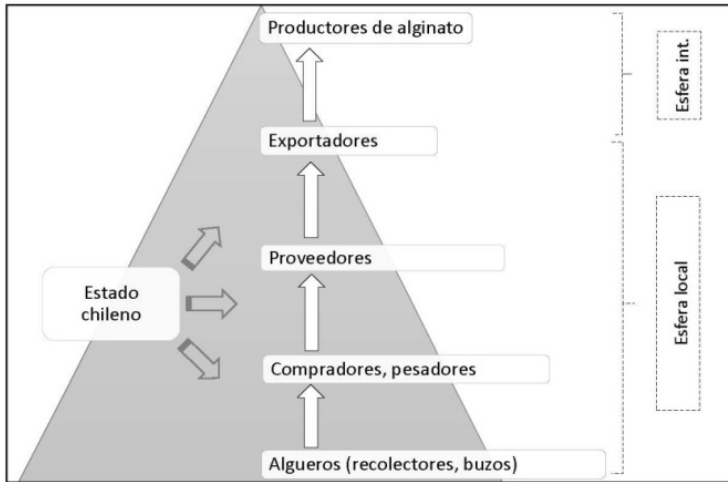 Productores de alginato
Esfera int.
Exportadores
Proveedores
Estado
chileno
Esfera local
Compradores, pesadores
Algueros (recolectores, buzos)